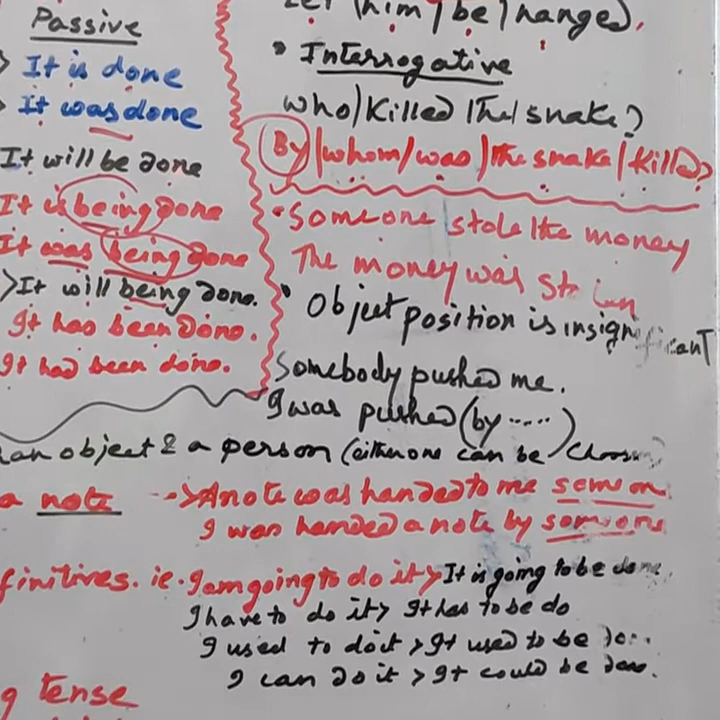 Passive
It is done
It was done
It will be done
It is being done
It was being done
>It will being done.
It has been done.
It had been done.
Let him / be / hanged.
• Interrogative
Who / Killed / the / snake?
By / whom / was / the snake / Killed?
• Someone stole the money
The money was stolen
• Object position is insignificant
Somebody pushed me.
I was pushed (by .....)
an object & a person (either one can be choosen)
a note --> A note was handed to me
I was handed a note by someone
finitives. ie. I am going to do it > It is going to be done.
I have to do it > It has to be do
I used to do it > It used to be
I can do it > It could be done.
g tense